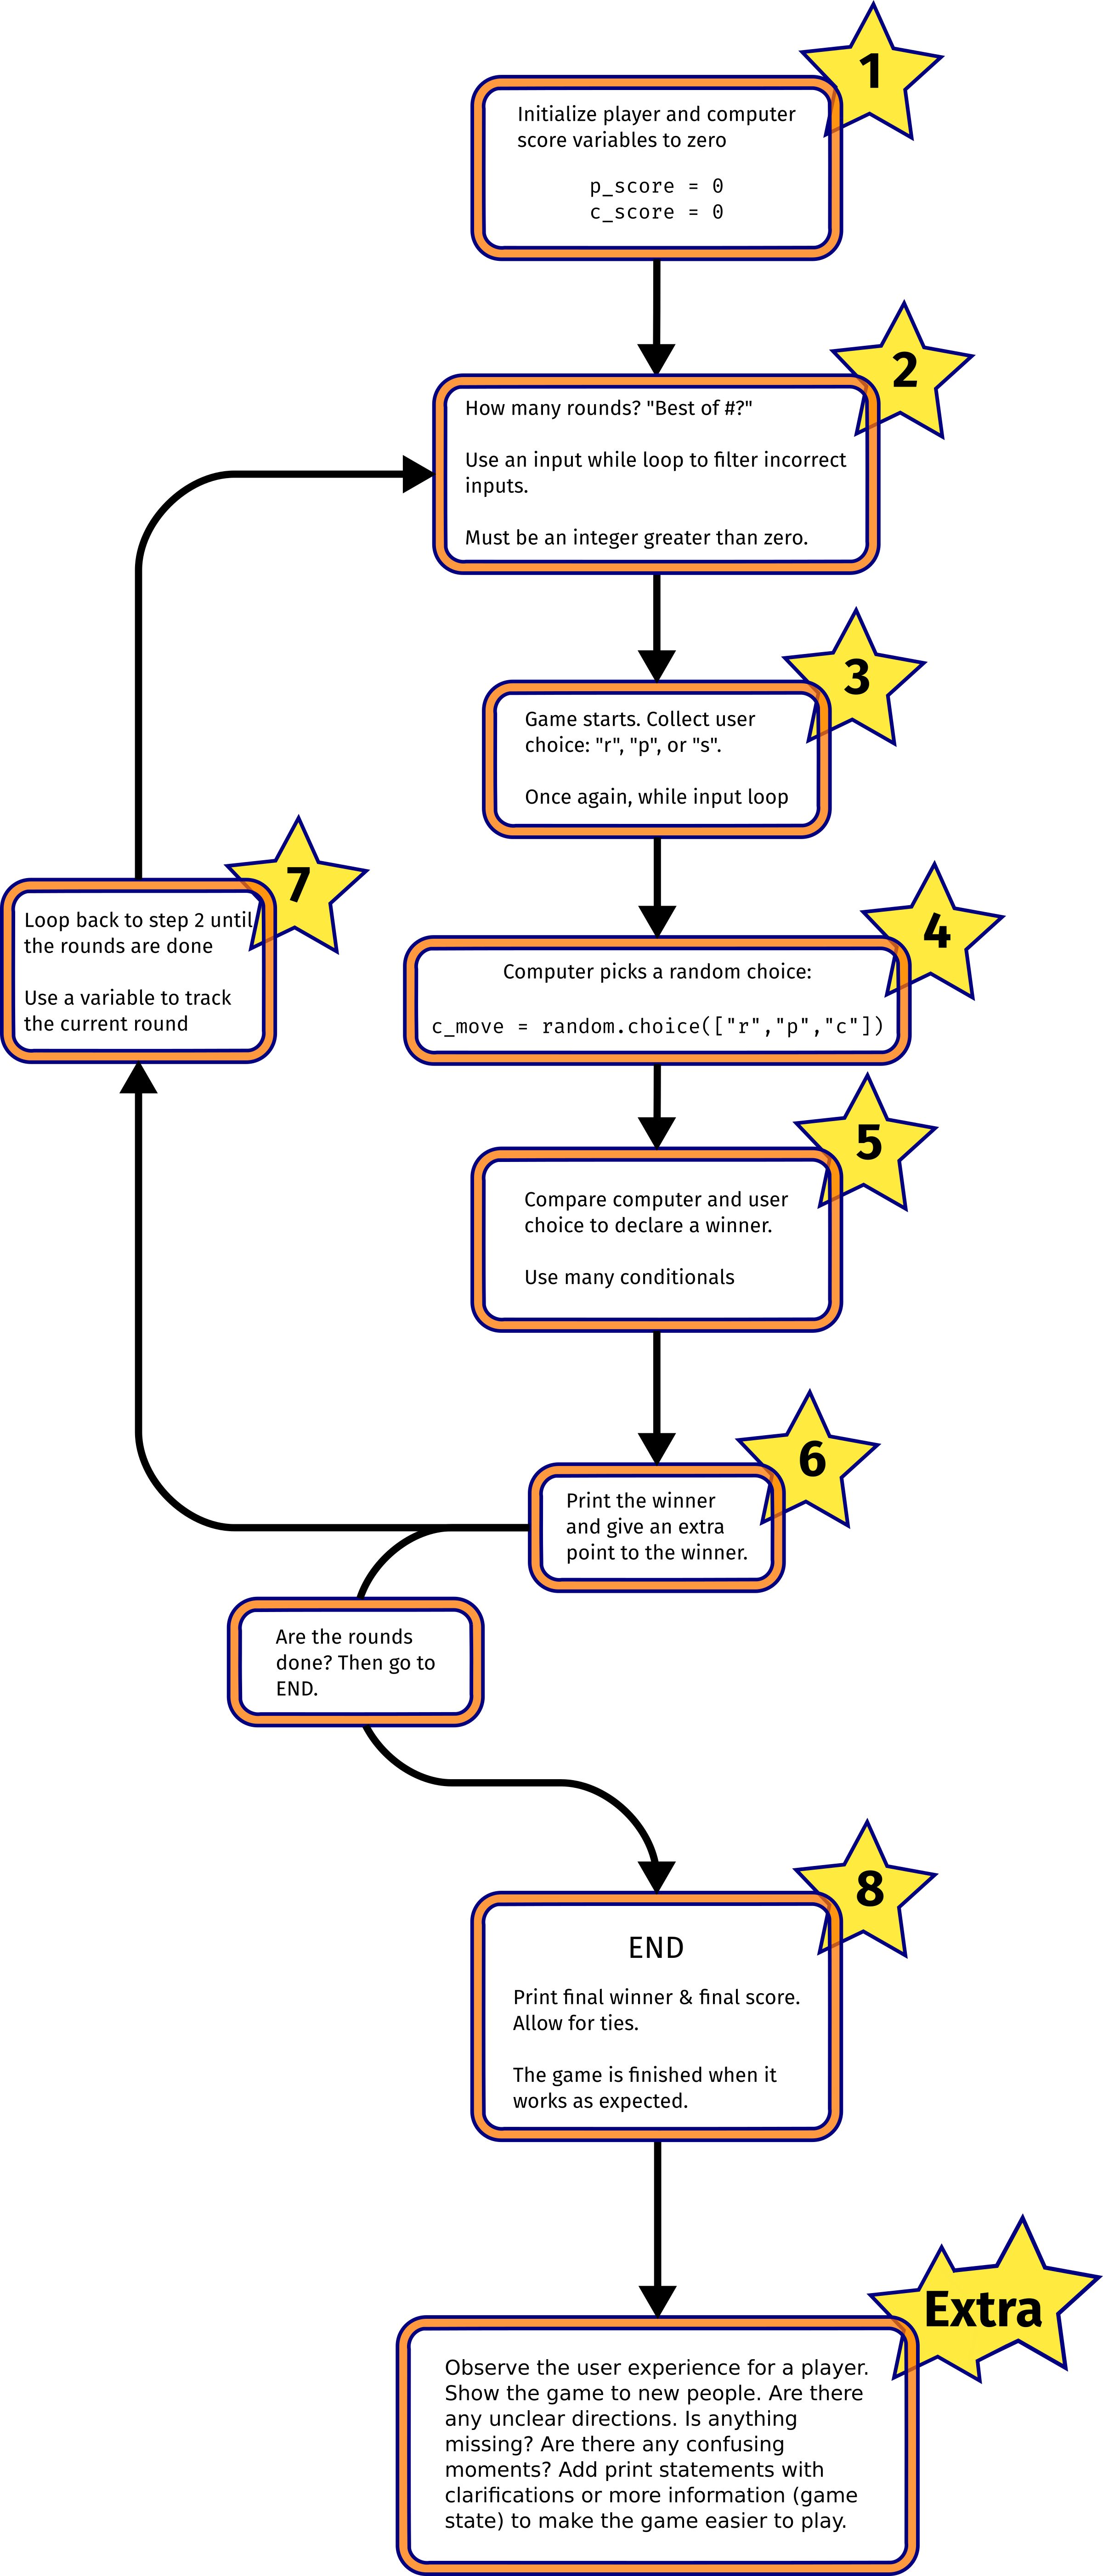 1
Initialize player and computer
score variables to zero
p_score = 0
c_score = 0
2
How many rounds? "Best of #?"
Use an input while loop to filter incorrect
inputs.
Must be an integer greater than zero.
3
Game starts. Collect user
choice: "r", "p", or "s".
Once again, while input loop
7
Loop back to step 2 until
the rounds are done
Use a variable to track
the current round
4
Computer picks a random choice:
c_move = random.choice(["r","p","c"])
5
Compare computer and user
choice to declare a winner.
Use many conditionals
6
Print the winner
and give an extra
point to the winner.
Are the rounds
done? Then go to
END.
8
END
Print final winner & final score.
Allow for ties.
The game is finished when it
works as expected.
Extra
Observe the user experience for a player.
Show the game to new people. Are there
any unclear directions. Is anything
missing? Are there any confusing
moments? Add print statements with
clarifications or more information (game
state) to make the game easier to play.